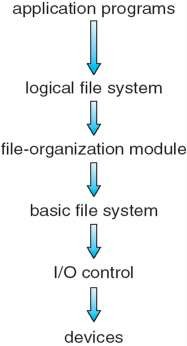 application programs
logical file system
file-organization module
basic file system
I/O control
devices